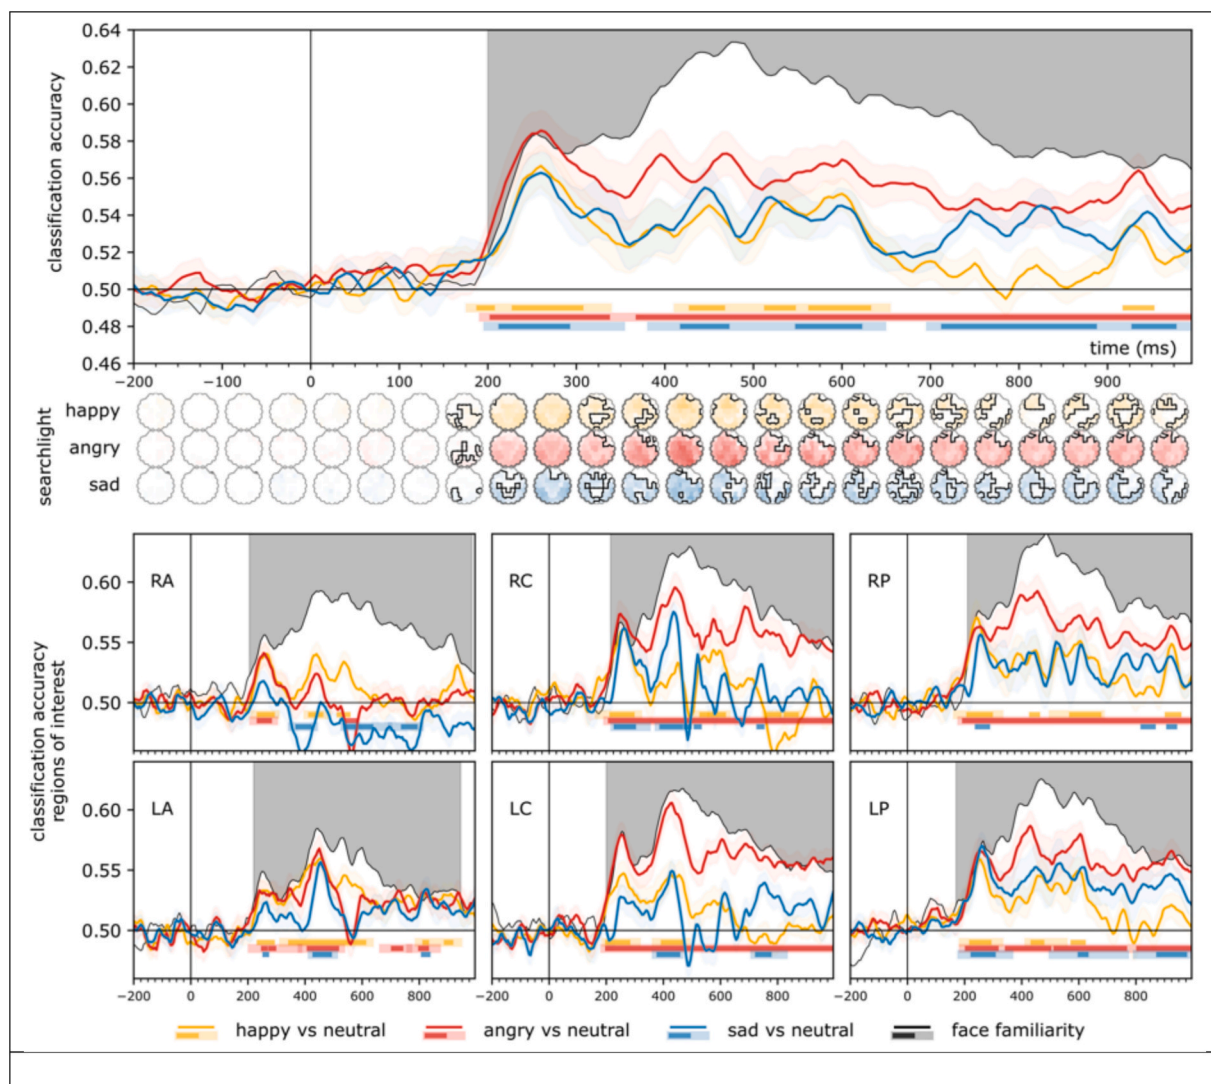 classification accuracy
0.64
0.62
0.60
0.58
0.56
0.54
0.52
0.50
0.48
0.46
time (ms)
−200 −100 0 100 200 300 400 500 600 700 800 900
searchlight
happy
angry
sad
classification accuracy
regions of interest
0.60
0.55
0.50
RA
RC
RP
0.60
0.55
0.50
LA
LC
LP
−200 0 200 400 600 800 −200 0 200 400 600 800 −200 0 200 400 600 800
happy vs neutral angry vs neutral sad vs neutral face familiarity